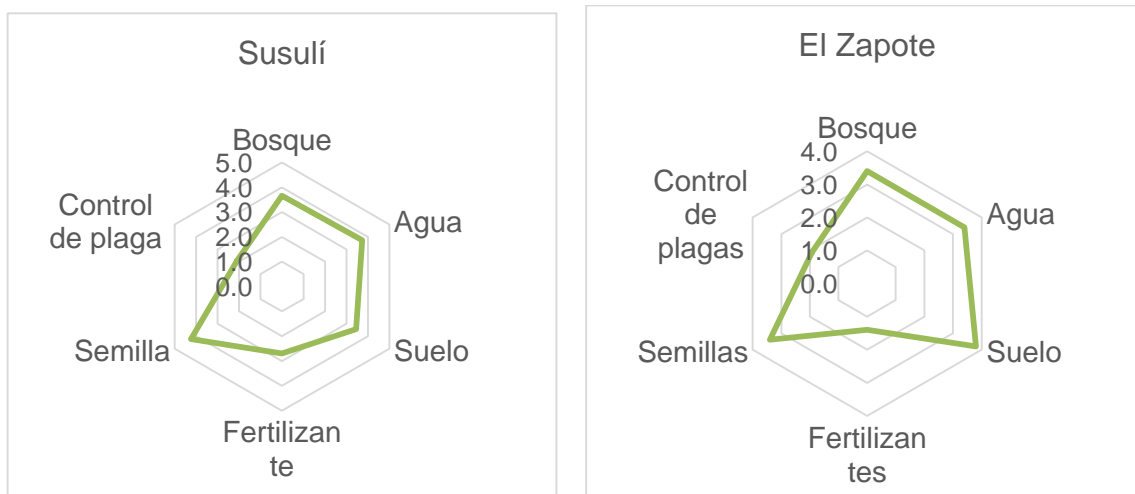 Susulí
Bosque
5.0
4.0
3.0
2.0
1.0
0.0
Control
de plaga
Agua
Semilla
Suelo
Fertilizan
te
El Zapote
Bosque
4.0
3.0
2.0
1.0
0.0
Control
de
plagas
Agua
Semillas
Suelo
Fertilizan
tes